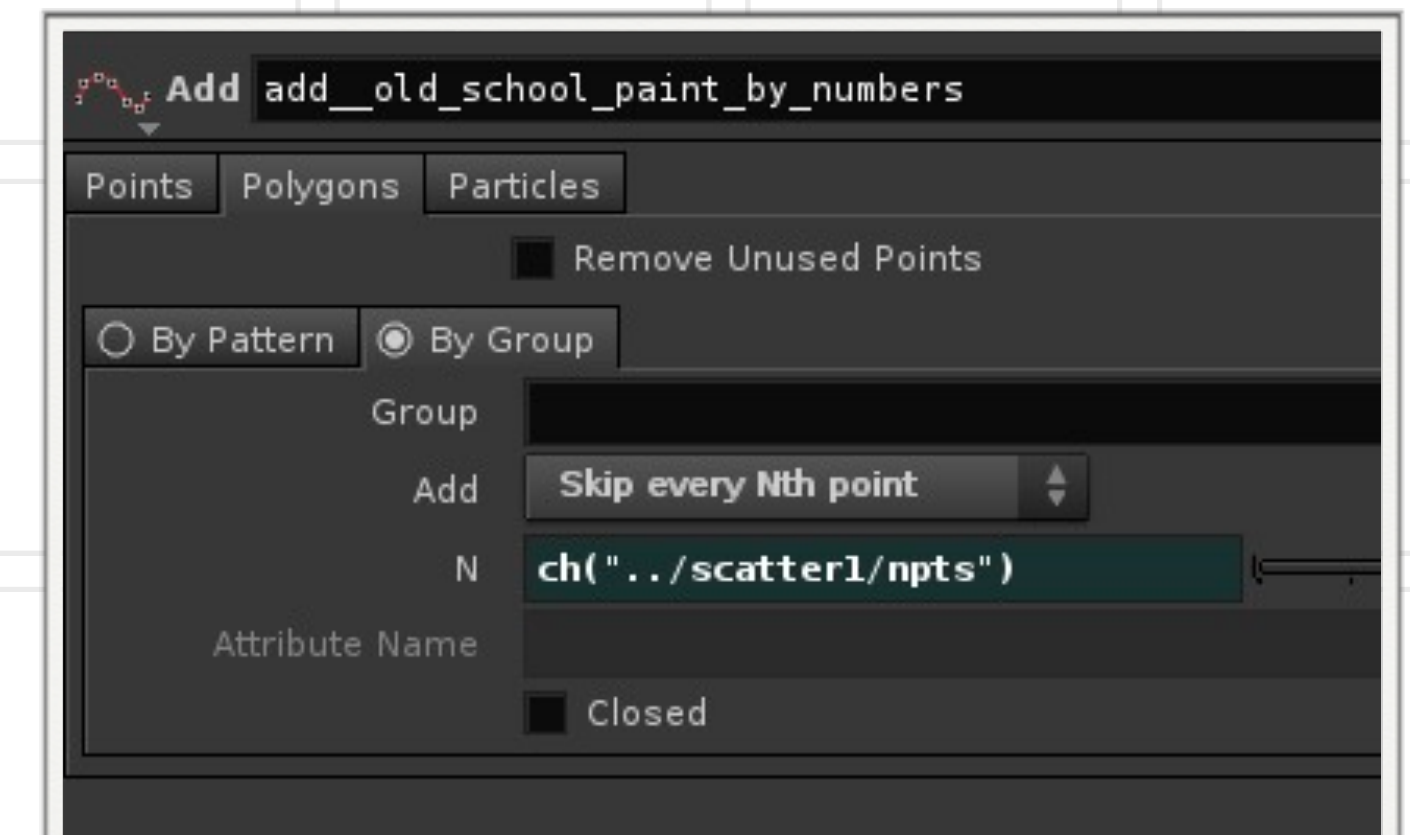 Add add__old_school_paint_by_numbers
Points Polygons Particles
Remove Unused Points
By Pattern By Group
Group
Add Skip every Nth point
N ch("../scatter1/npts")
Attribute Name
Closed